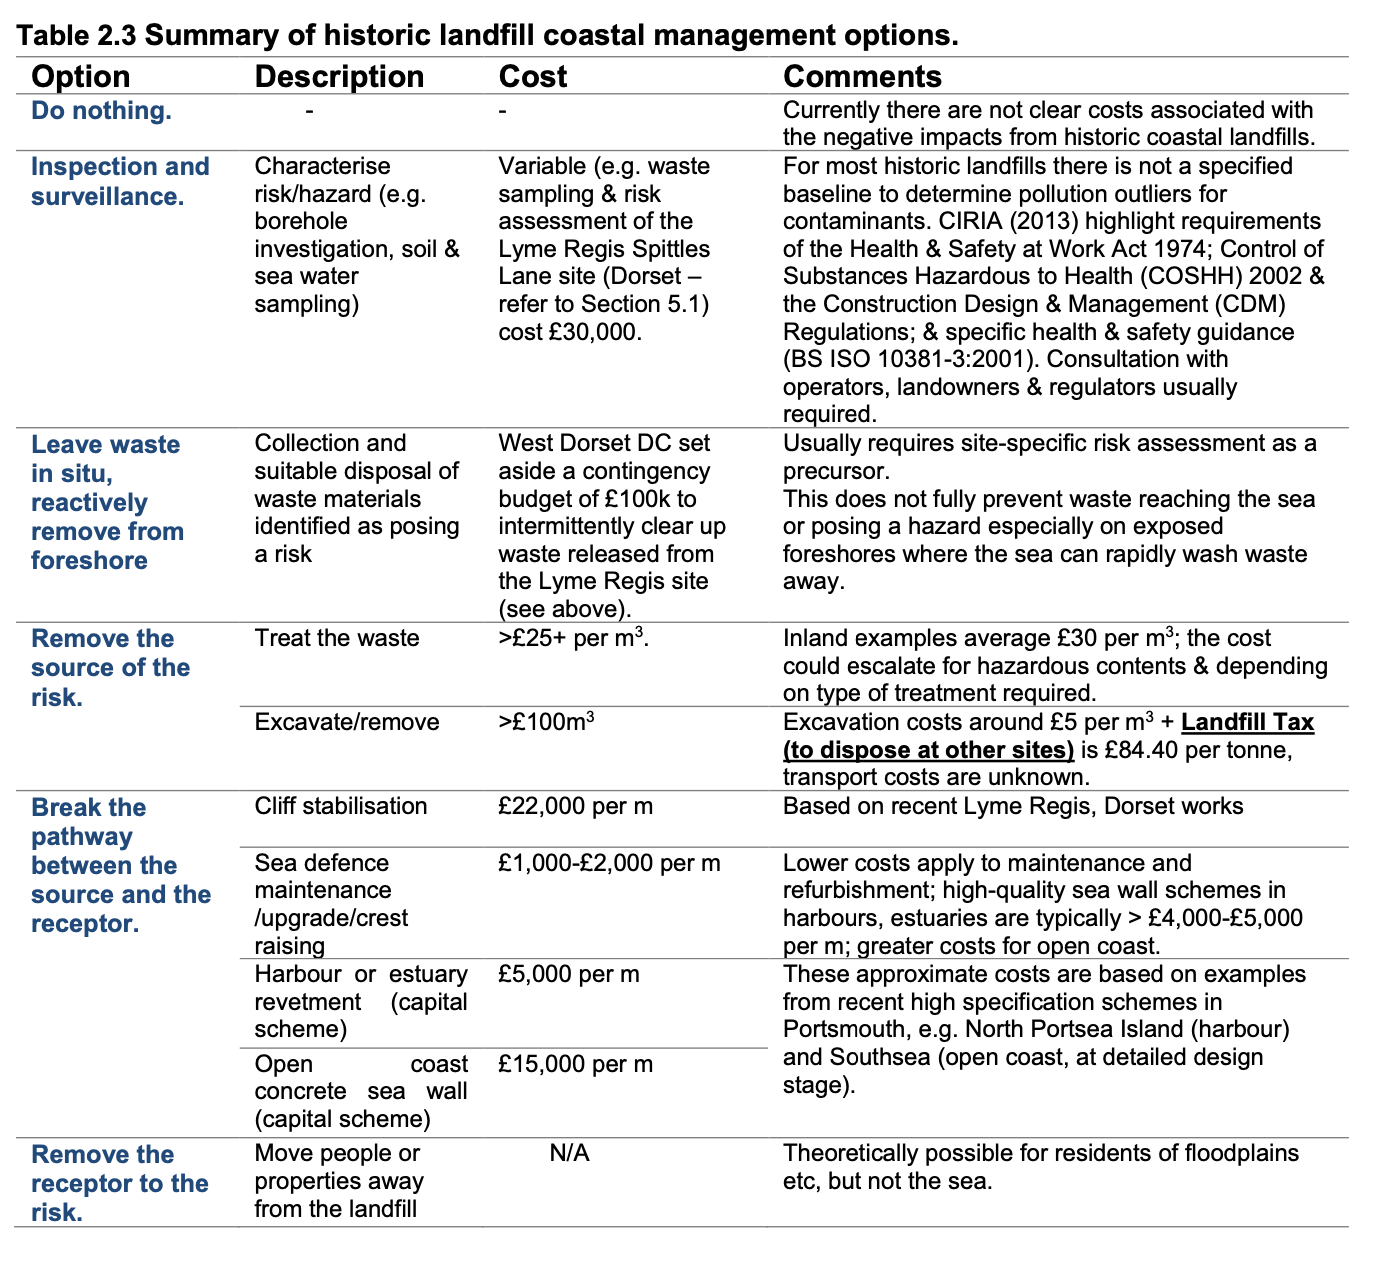 Table 2.3 Summary of historic landfill coastal management options.
Option Description Cost Comments
Do nothing.
-
-
Currently there are not clear costs associated with
the negative impacts from historic coastal landfills.
Inspection and
surveillance.
Characterise
risk/hazard (e.g.
borehole
investigation, soil &
sea water
sampling)
Variable (e.g. waste
sampling & risk
assessment of the
Lyme Regis Spittles
Lane site (Dorset –
refer to Section 5.1)
cost £30,000.
For most historic landfills there is not a specified
baseline to determine pollution outliers for
contaminants. CIRIA (2013) highlight requirements
of the Health & Safety at Work Act 1974; Control of
Substances Hazardous to Health (COSHH) 2002 &
the Construction Design & Management (CDM)
Regulations; & specific health & safety guidance
(BS ISO 10381-3:2001). Consultation with
operators, landowners & regulators usually
required.
Leave waste
in situ,
reactively
remove from
foreshore
Collection and
suitable disposal of
waste materials
identified as posing
a risk
West Dorset DC set
aside a contingency
budget of £100k to
intermittently clear up
waste released from
the Lyme Regis site
(see above).
Usually requires site-specific risk assessment as a
precursor.
This does not fully prevent waste reaching the sea
or posing a hazard especially on exposed
foreshores where the sea can rapidly wash waste
away.
Remove the
source of the
risk.
Treat the waste
>£25+ per m³.
Inland examples average £30 per m³; the cost
could escalate for hazardous contents & depending
on type of treatment required.
Excavate/remove
>£100m³
Excavation costs around £5 per m³ + Landfill Tax
(to dispose at other sites) is £84.40 per tonne,
transport costs are unknown.
Break the
pathway
between the
source and the
receptor.
Cliff stabilisation
£22,000 per m
Based on recent Lyme Regis, Dorset works
Sea defence
maintenance
/upgrade/crest
raising
£1,000-£2,000 per m
Lower costs apply to maintenance and
refurbishment; high-quality sea wall schemes in
harbours, estuaries are typically > £4,000-£5,000
per m; greater costs for open coast.
Harbour or estuary
revetment (capital
scheme)
£5,000 per m
These approximate costs are based on examples
from recent high specification schemes in
Portsmouth, e.g. North Portsea Island (harbour)
and Southsea (open coast, at detailed design
stage).
Open coast
concrete sea wall
(capital scheme)
£15,000 per m
Remove the
receptor to the
risk.
Move people or
properties away
from the landfill
N/A
Theoretically possible for residents of floodplains
etc, but not the sea.